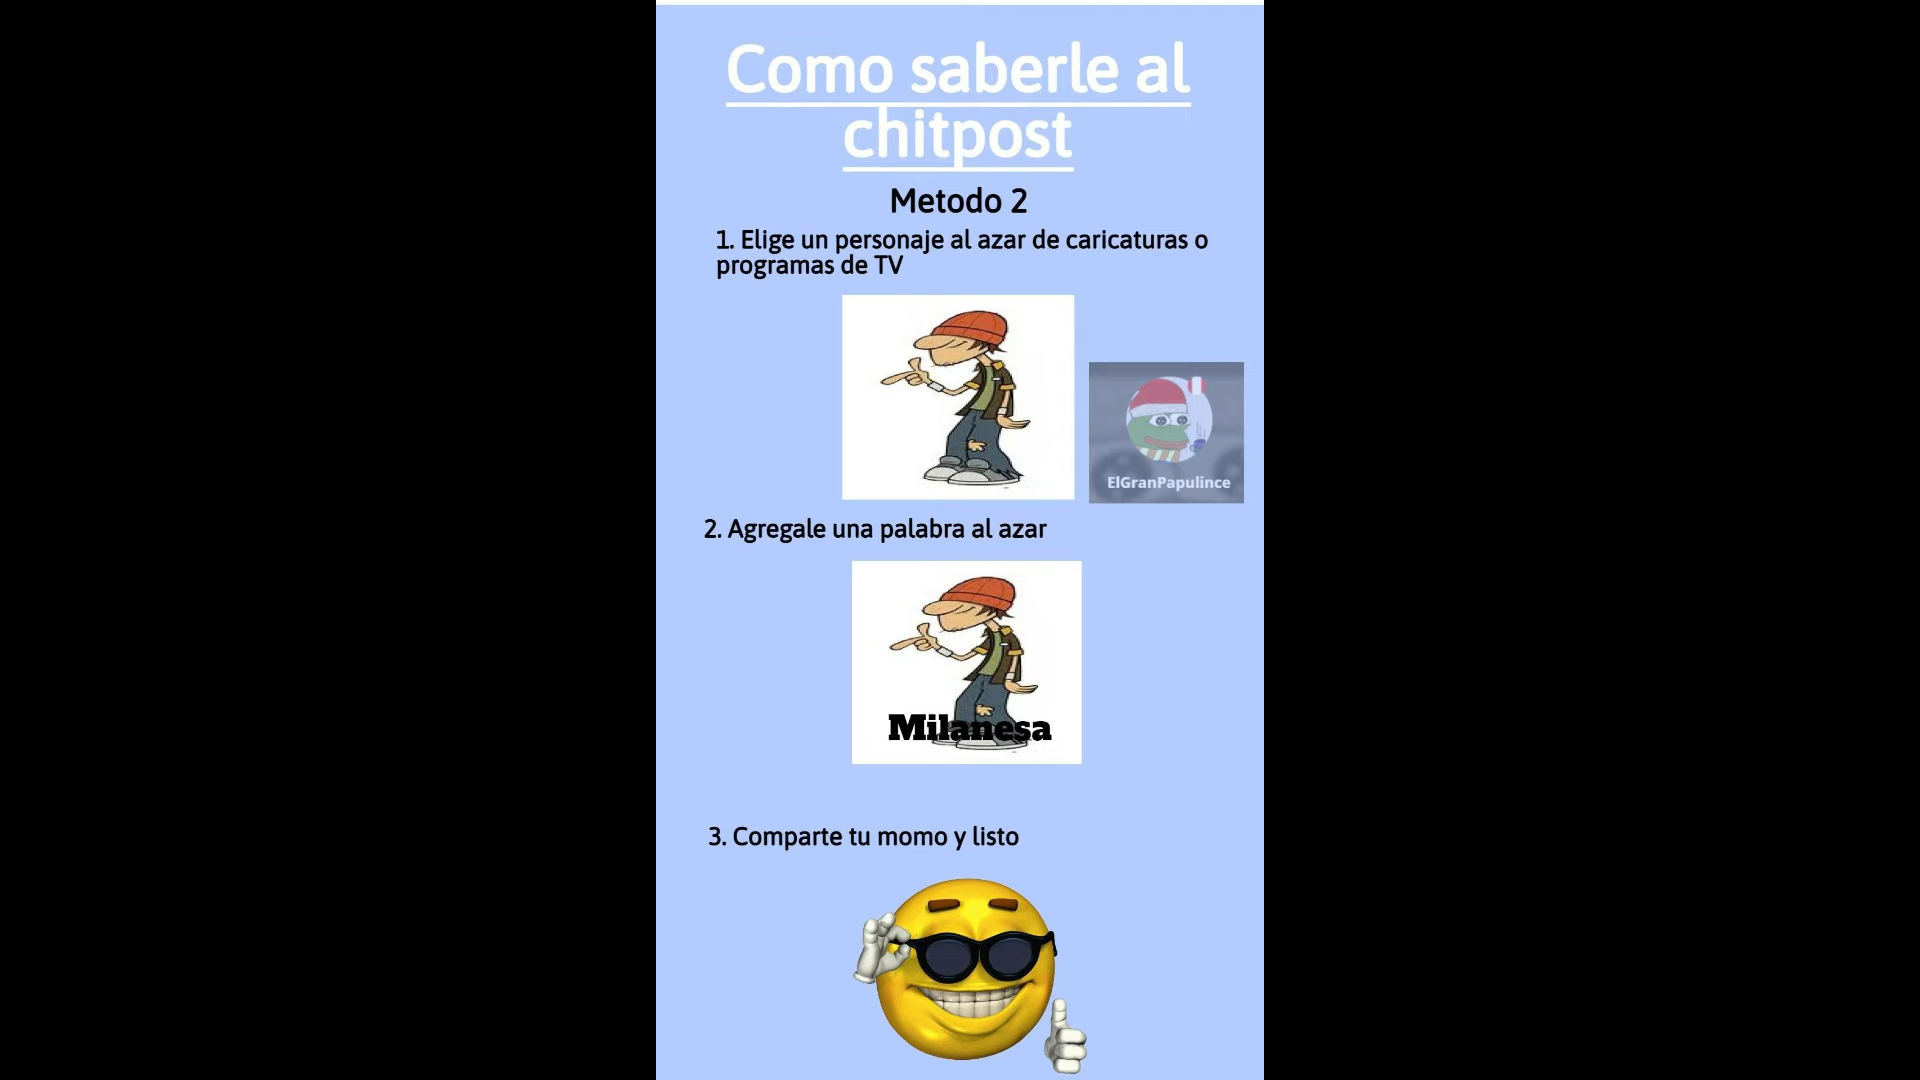 Como saberle al
chitpost
Metodo 2
1. Elige un personaje al azar de caricaturas o
programas de TV
ElGranPapulince
2. Agregale una palabra al azar
Milanesa
3. Comparte tu momo y listo